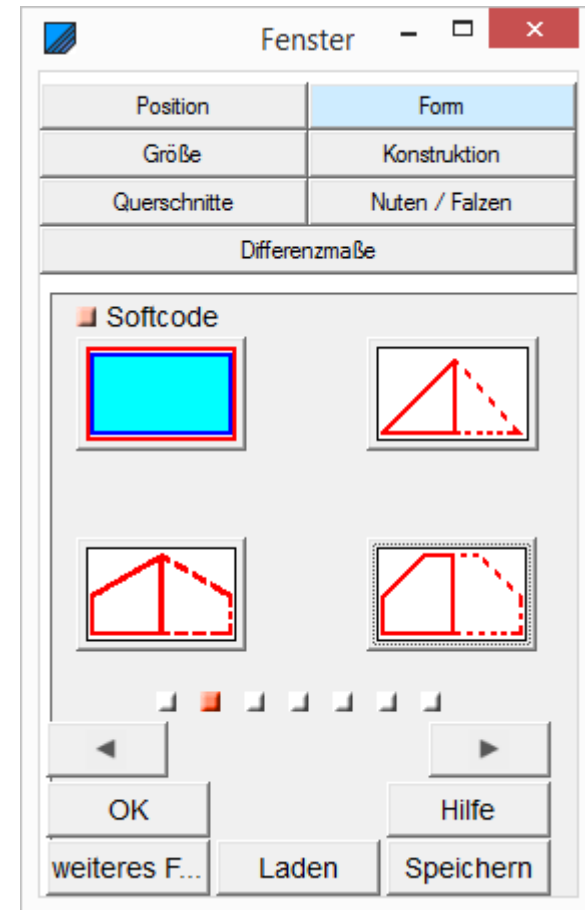 Fenster
Position Form
Größe Konstruktion
Querschnitte Nuten / Falzen
Differenzmaße
Softcode
OK Hilfe
weiteres F... Laden Speichern